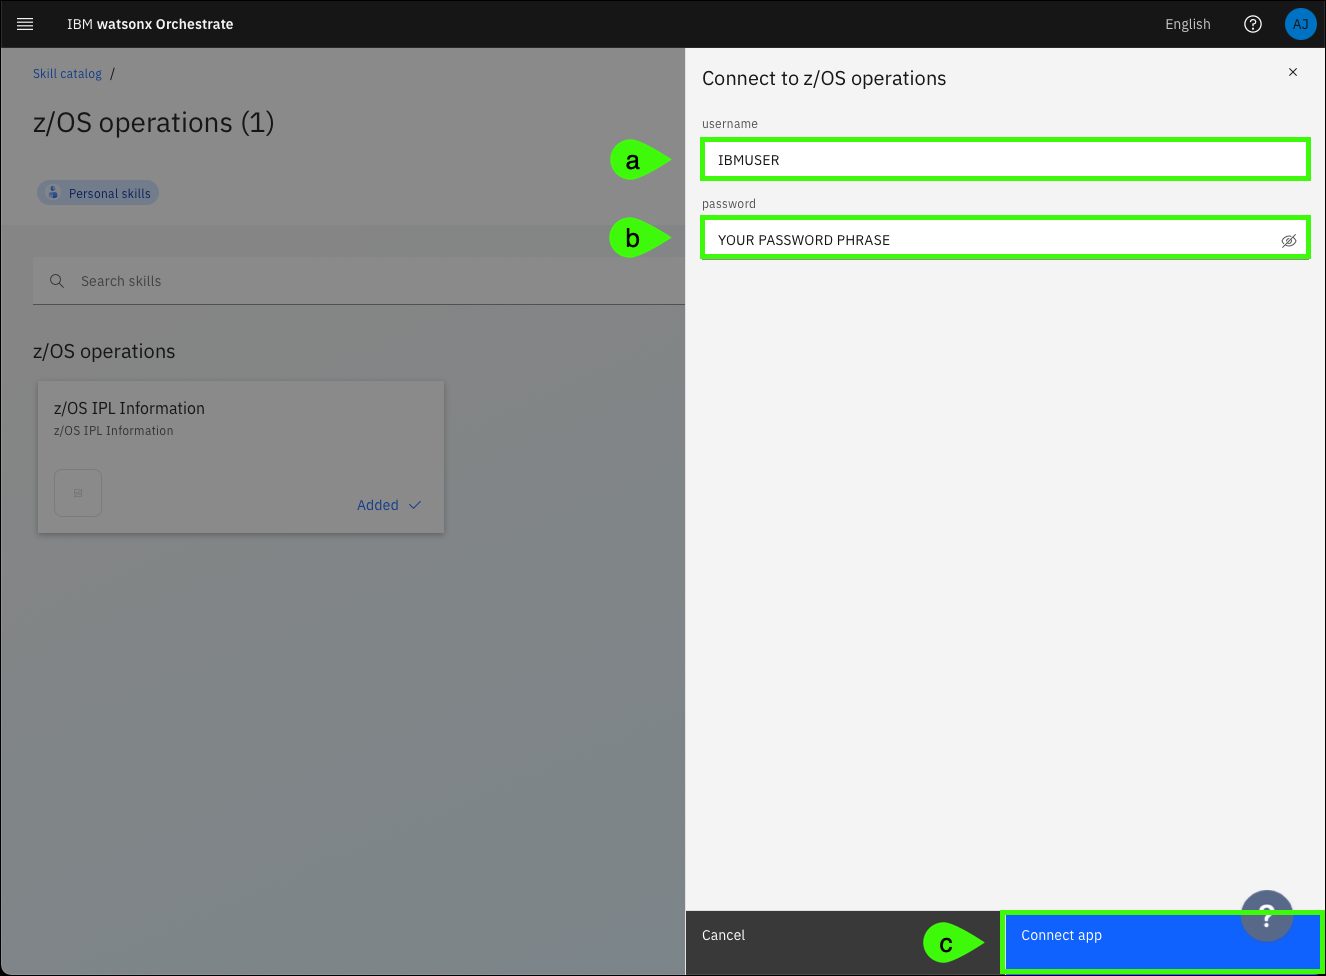 IBM watsonx Orchestrate
English
AJ
Skill catalog /
z/OS operations (1)
Personal skills
Search skills
z/OS operations
z/OS IPL Information
z/OS IPL Information
Added
Connect to z/OS operations
username
a
IBMUSER
password
b
YOUR PASSWORD PHRASE
Cancel
c
Connect app
?